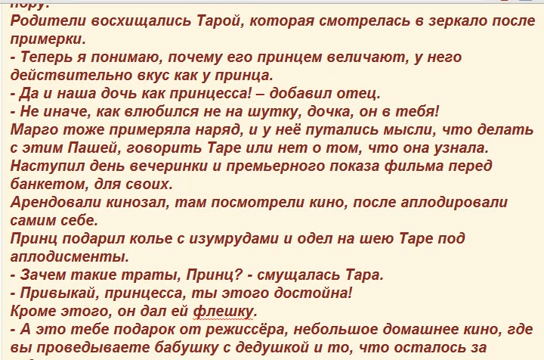 пору.
Родители восхищались Тарой, которая смотрелась в зеркало после
примерки.
- Теперь я понимаю, почему его принцем величают, у него
действительно вкус как у принца.
- Да и наша дочь как принцесса! – добавил отец.
- Не иначе, как влюбился не на шутку, дочка, он в тебя!
Марго тоже примеряла наряд, и у неё путались мысли, что делать
с этим Пашей, говорить Таре или нет о том, что она узнала.
Наступил день вечеринки и премьерного показа фильма перед
банкетом, для своих.
Арендовали кинозал, там посмотрели кино, после аплодировали
самим себе.
Принц подарил колье с изумрудами и одел на шею Таре под
аплодисменты.
- Зачем такие траты, Принц? - смущалась Тара.
- Привыкай, принцесса, ты этого достойна!
Кроме этого, он дал ей флешку.
- А это тебе подарок от режиссёра, небольшое домашнее кино, где
вы проведываете бабушку с дедушкой и то, что осталось за